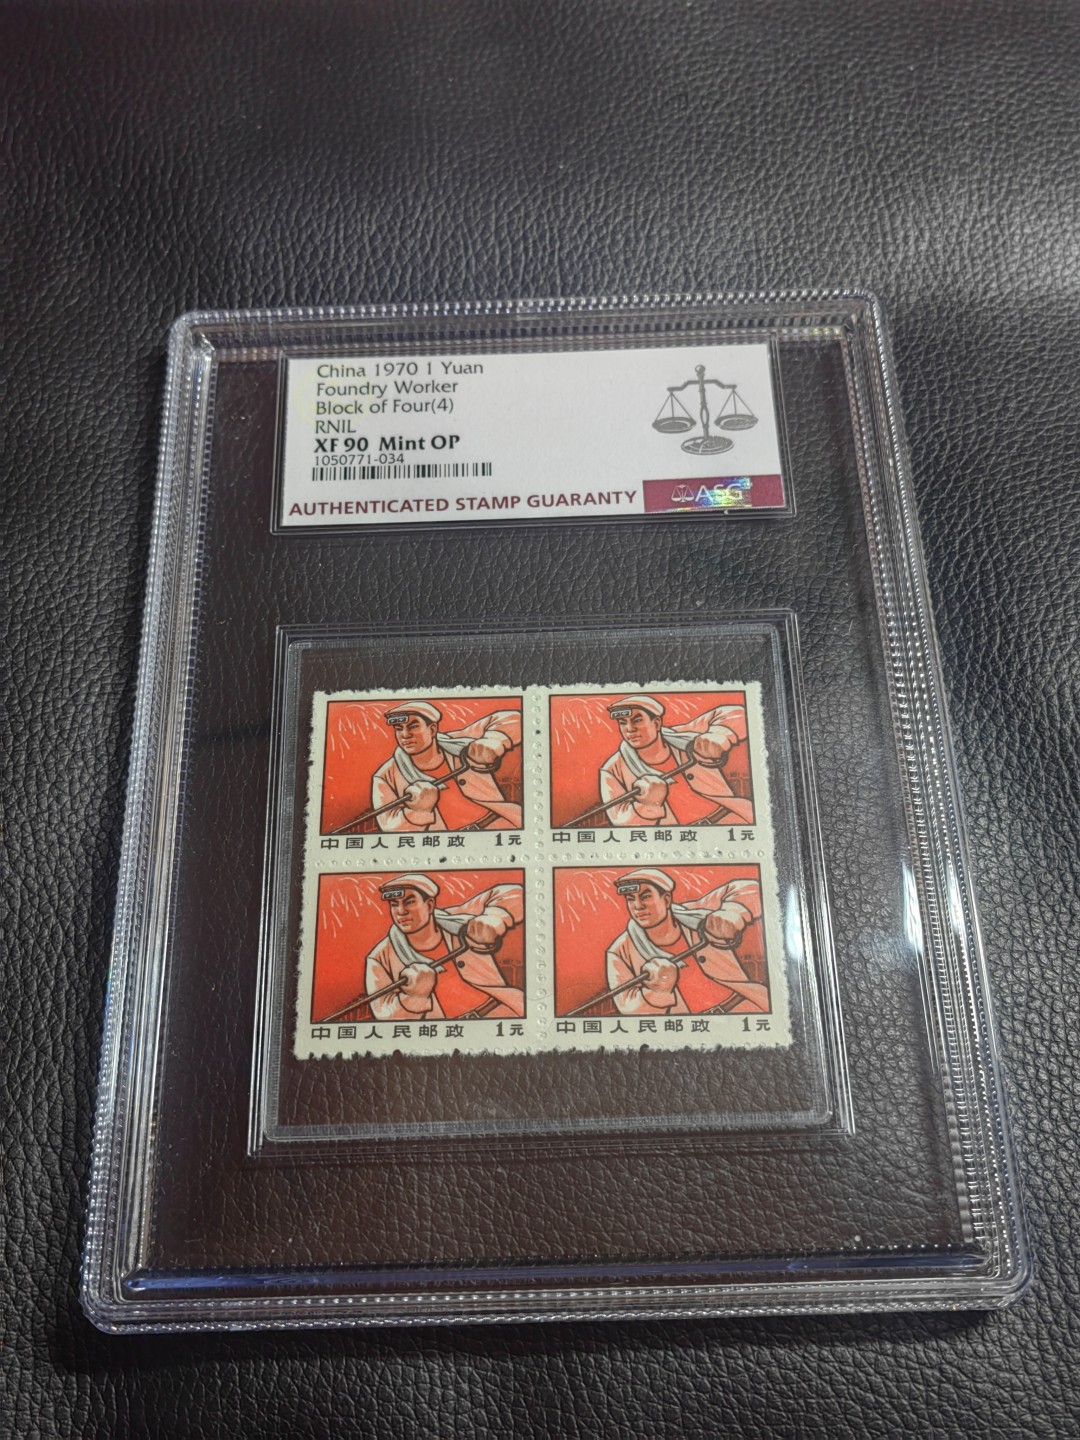 China 1970 1 Yuan
Foundry Worker
Block of Four(4)
RNIL
XF 90 Mint OP
1050771-034
AUTHENTICATED STAMP GUARANTY
ASG
中国人民邮政 1元
中国人民邮政 1元
中国人民邮政 1元
中国人民邮政 1元